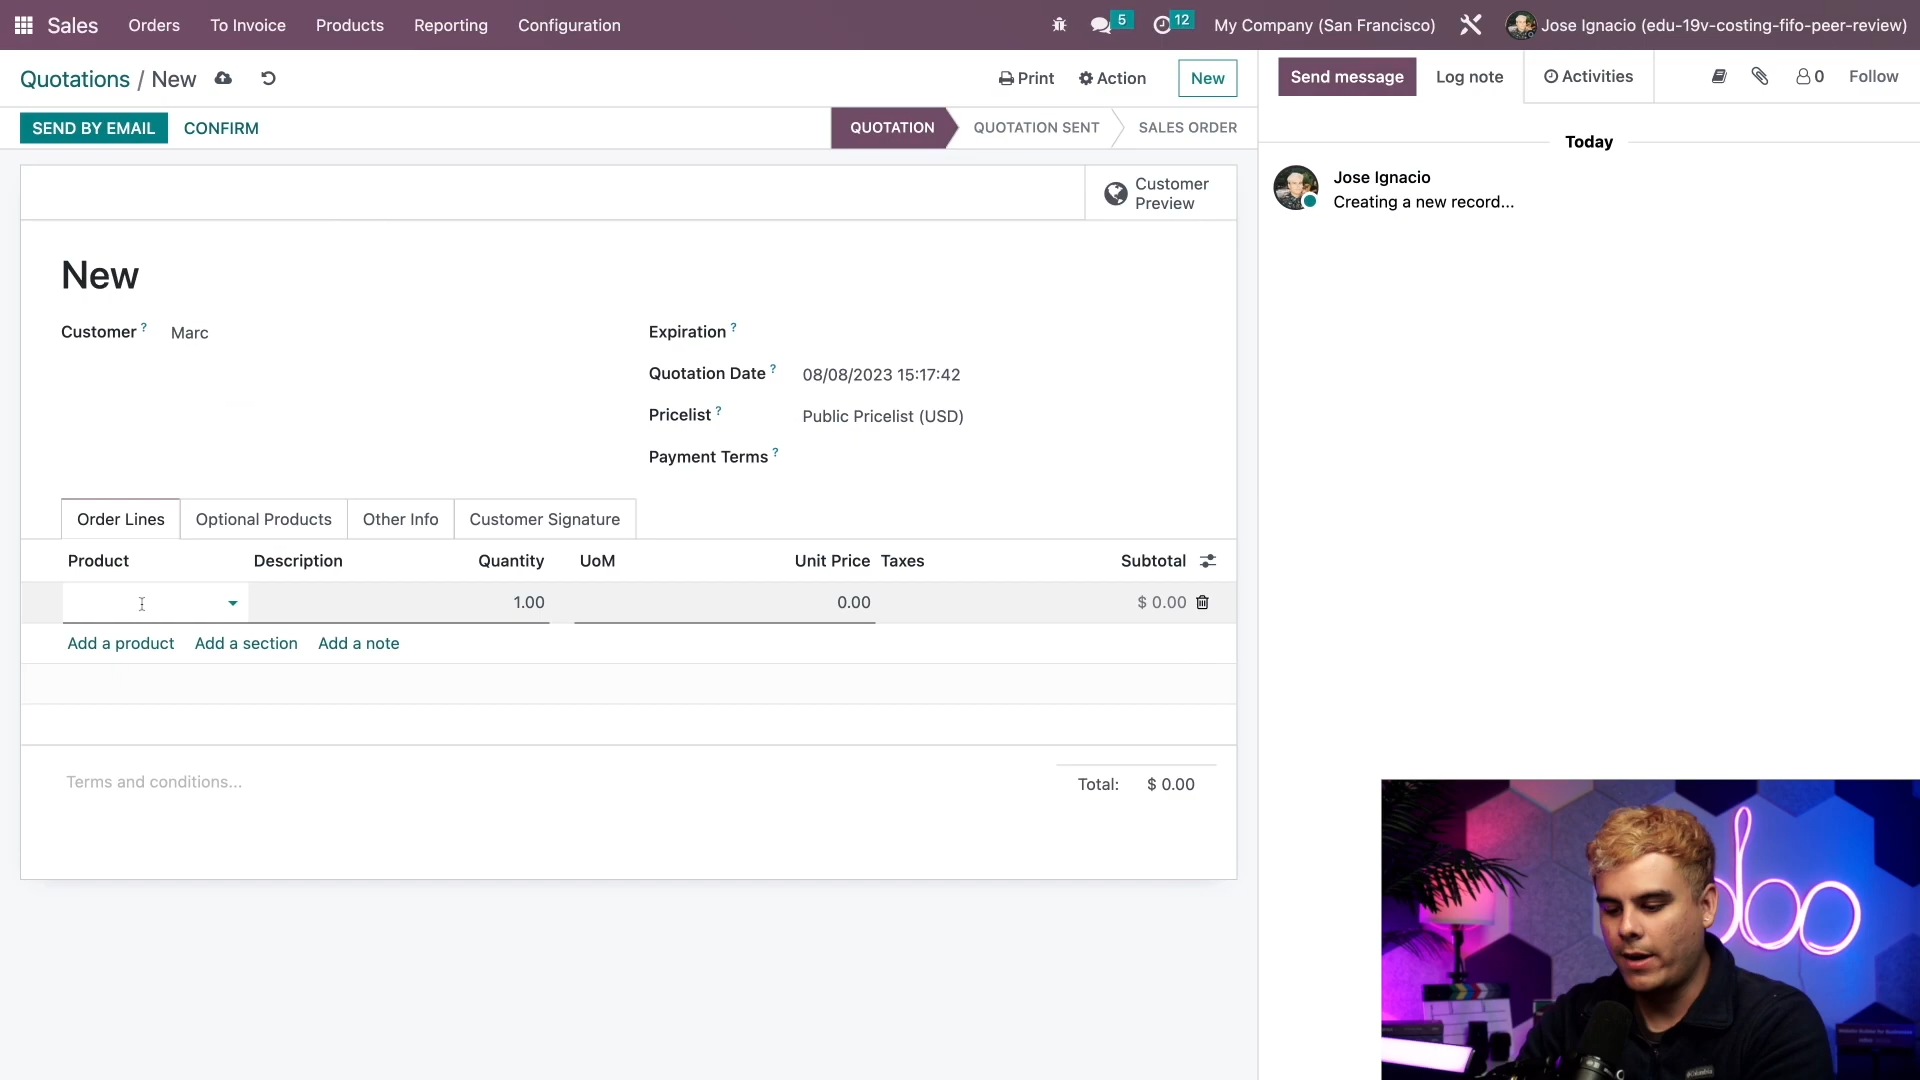 Sales
Orders
To Invoice
Products
Reporting
Configuration
5
12
My Company (San Francisco)
Jose Ignacio (edu-19v-costing-fifo-peer-review)
Quotations / New
Print
Action
New
Send message
Log note
Activities
0
Follow
SEND BY EMAIL
CONFIRM
QUOTATION
QUOTATION SENT
SALES ORDER
Today
Customer
Preview
Jose Ignacio
Creating a new record...
New
Customer ?
Marc
Expiration ?
Quotation Date ?
08/08/2023 15:17:42
Pricelist ?
Public Pricelist (USD)
Payment Terms ?
Order Lines
Optional Products
Other Info
Customer Signature
Product
Description
Quantity
UoM
Unit Price
Taxes
Subtotal
1.00
0.00
$ 0.00
Add a product
Add a section
Add a note
Terms and conditions...
Total:
$ 0.00
odoo
Columbia